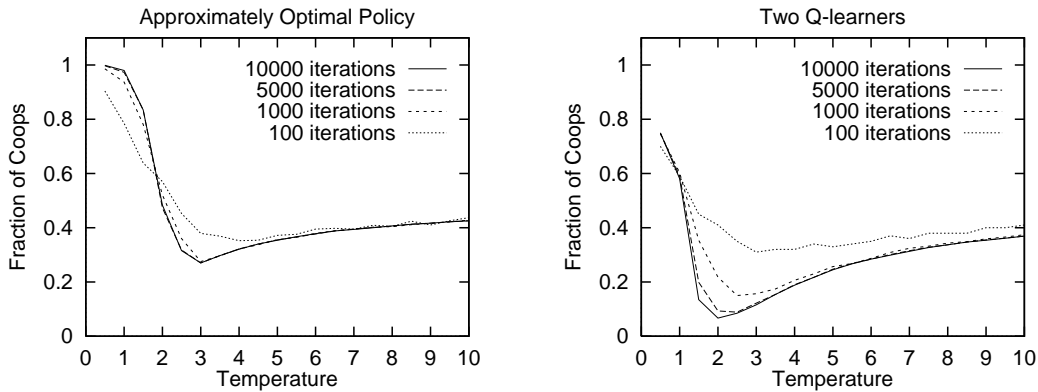 Approximately Optimal Policy
Fraction of Coops
1
0.8
0.6
0.4
0.2
0
10000 iterations
5000 iterations
1000 iterations
100 iterations
0 1 2 3 4 5 6 7 8 9 10
Temperature
Two Q-learners
Fraction of Coops
1
0.8
0.6
0.4
0.2
0
10000 iterations
5000 iterations
1000 iterations
100 iterations
0 1 2 3 4 5 6 7 8 9 10
Temperature